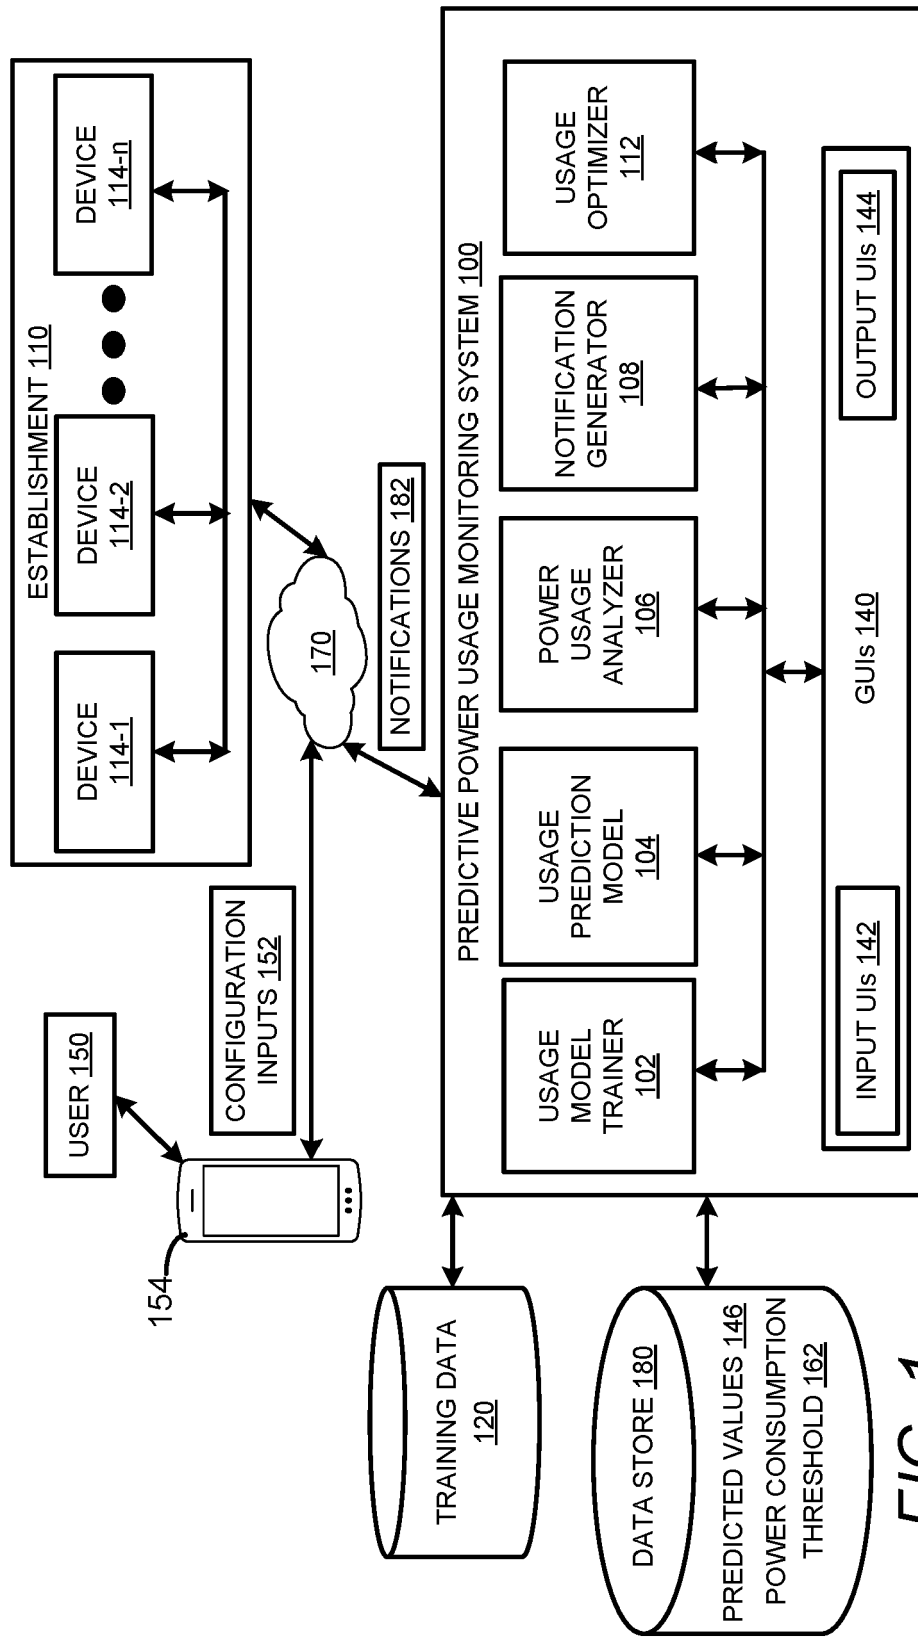 USER 150
154
CONFIGURATION
INPUTS 152
ESTABLISHMENT 110
DEVICE
114-1
DEVICE
114-2
DEVICE
114-n
170
NOTIFICATIONS 182
PREDICTIVE POWER USAGE MONITORING SYSTEM 100
USAGE
MODEL
TRAINER
102
USAGE
PREDICTION
MODEL
104
POWER
USAGE
ANALYZER
106
NOTIFICATION
GENERATOR
108
USAGE
OPTIMIZER
112
GUIs 140
INPUT UIs 142
OUTPUT UIs 144
TRAINING DATA
120
DATA STORE 180
PREDICTED VALUES 146
POWER CONSUMPTION
THRESHOLD 162
FIG. 1